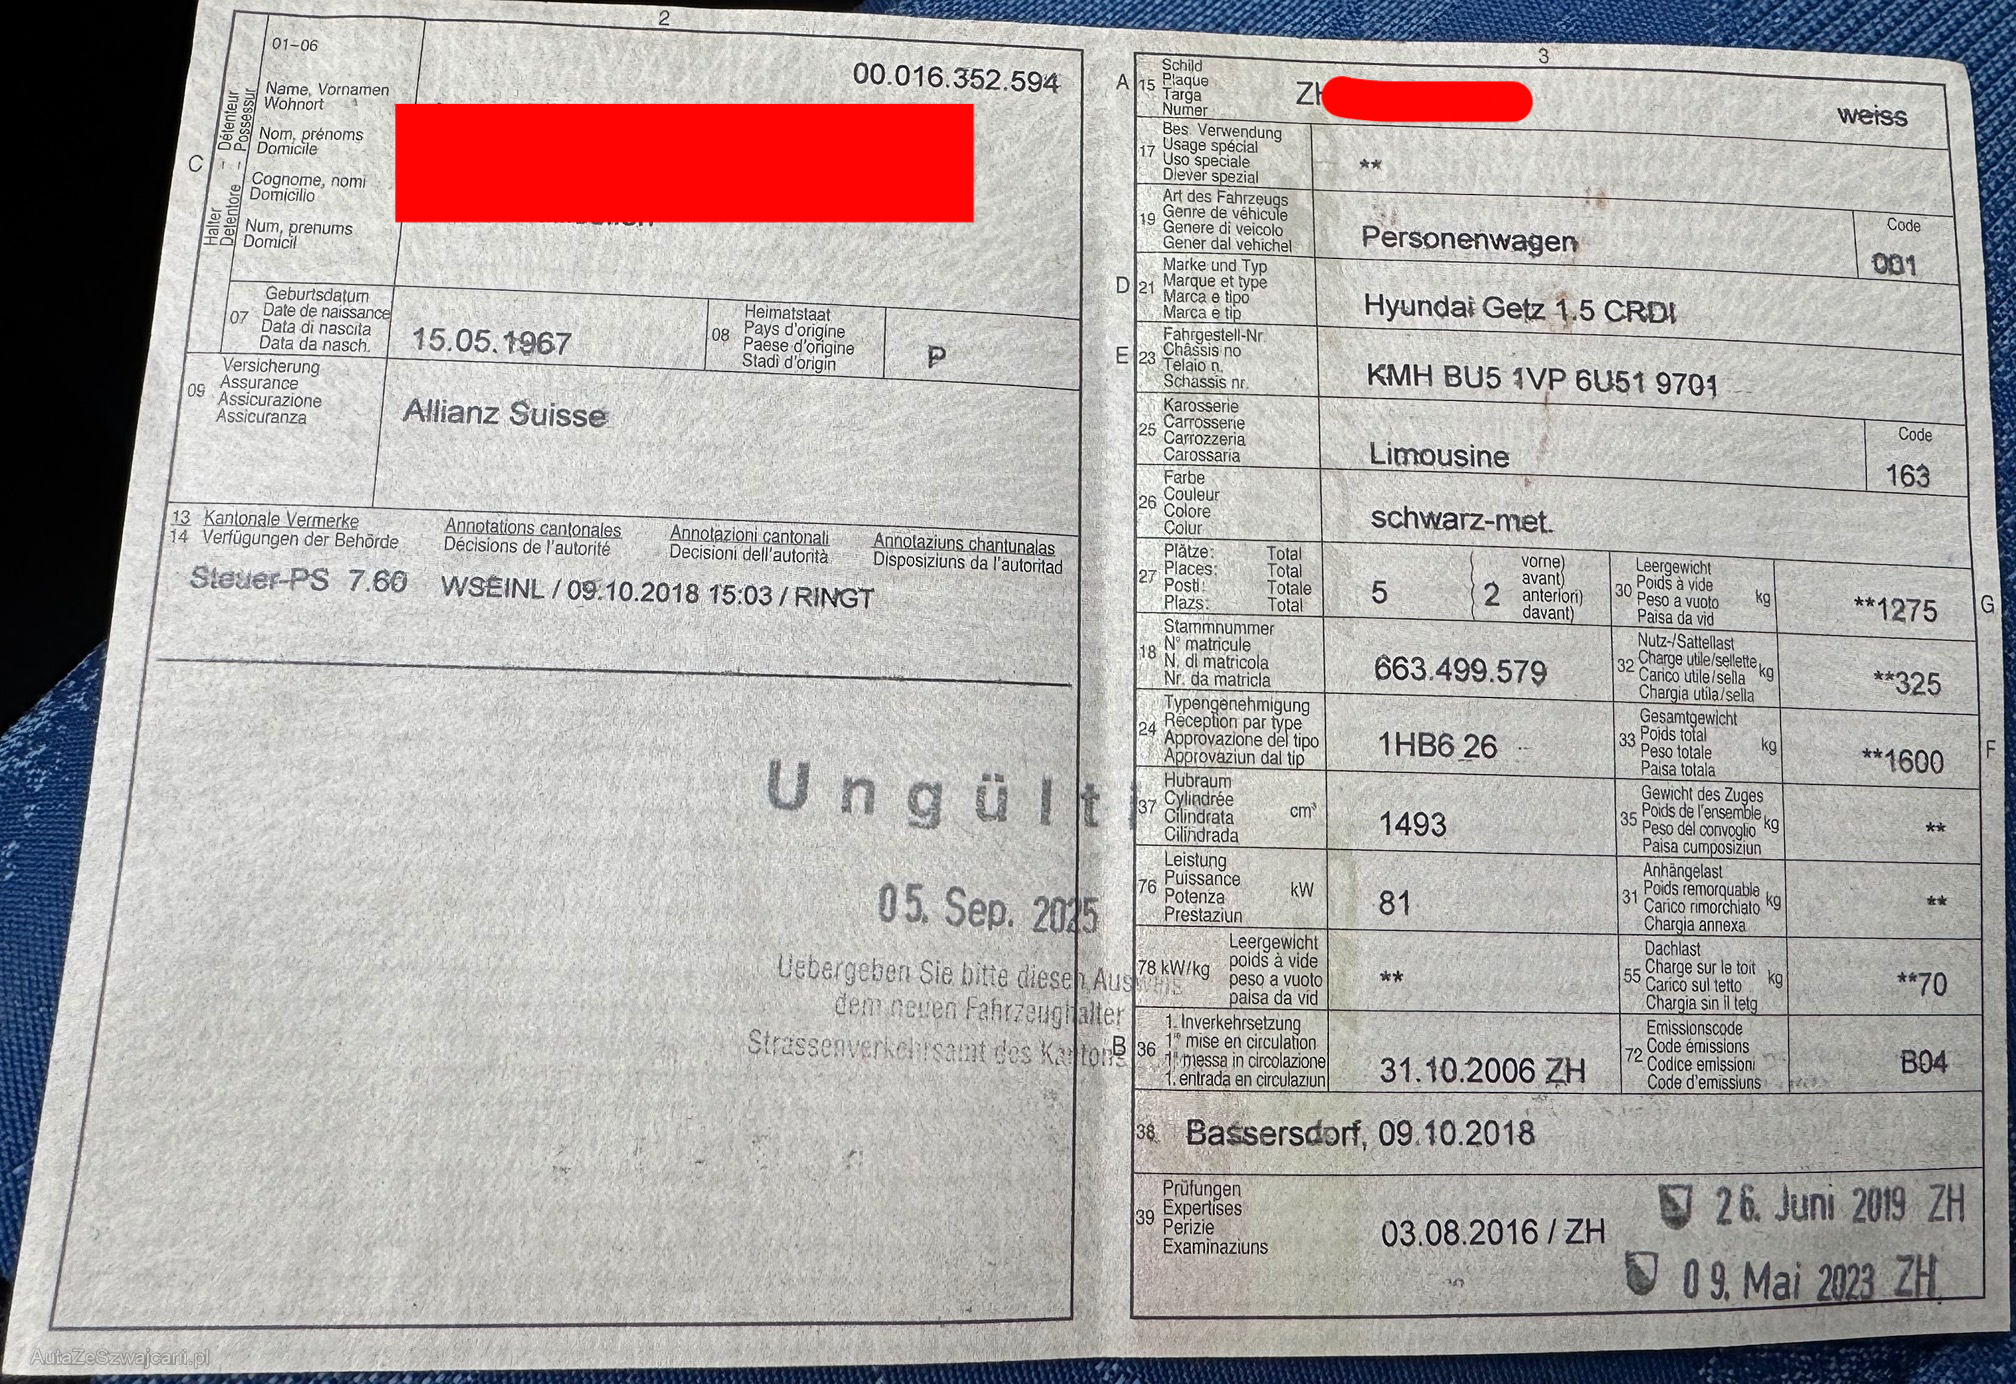 2
01-06
00.016.352.594
Name, Vornamen
Wohnort
Nom, prénoms
Domicile
Cognome, nomi
Domicilio
Num, prenums
Domicil
C
Halter – Détenteur
Detentore – Possessur
07
Geburtsdatum
Date de naissance
Data di nascita
Data da nasch.
15.05.1967
08
Heimatstaat
Pays d'origine
Paese d'origine
Stadi d'origin
P
09
Versicherung
Assurance
Assicurazione
Assicuranza
Allianz Suisse
13 Kantonale Vermerke Annotations cantonales Annotazioni cantonali Annotaziuns chantunalas
14 Verfügungen der Behörde Décisions de l'autorité Decisioni dell'autorità Disposiziuns da l'autoritad
Steuer-PS 7.60 WSEINL / 09.10.2018 15:03 / RINGT
Ungülti
05. Sep. 2025
Uebergeben Sie bitte diesen Ausweis
dem neuen Fahrzeughalter
Strassenverkehrsamt des Kantons
3
A
15
Schild
Plaque
Targa
Numer
ZH
weiss
17
Bes. Verwendung
Usage spécial
Uso speciale
Diever spezial
**
19
Art des Fahrzeugs
Genre de véhicule
Genere di veicolo
Gener dal vehichel
Personenwagen
Code
001
D
21
Marke und Typ
Marque et type
Marca e tipo
Marca e tip
Hyundai Getz 1.5 CRDI
E
23
Fahrgestell-Nr
Châssis no
Telaio n.
Schassis nr.
KMH BU5 1VP 6U51 9701
25
Karosserie
Carrosserie
Carrozzeria
Carossaria
Limousine
Code
163
26
Farbe
Couleur
Colore
Colur
schwarz-met.
27
Plätze: Total
Places: Total
Posti: Totale
Plazs: Total
5
2
vorne)
avant)
anteriori)
davant)
30
Leergewicht
Poids à vide
Peso a vuoto
Paisa da vid
kg
**1275
G
18
Stammnummer
N° matricule
N. di matricola
Nr. da matricla
663.499.579
32
Nutz-/Sattellast
Charge utile/sellette
Carico utile/sella
Chargia utila/sella
kg
**325
24
Typengenehmigung
Réception par type
Approvazione del tipo
Approvaziun dal tip
1HB6 26
33
Gesamtgewicht
Poids total
Peso totale
Paisa totala
kg
**1600
F
37
Hubraum
Cylindrée
Cilindrata
Cilindrada
cm³
1493
35
Gewicht des Zuges
Poids de l'ensemble
Peso del convoglio
Paisa cumposiziun
kg
**
76
Leistung
Puissance
Potenza
Prestaziun
kW
81
31
Anhängelast
Poids remorquable
Carico rimorchiato
Chargia annexa
kg
**
78 kW/kg
Leergewicht
poids à vide
peso a vuoto
paisa da vid
**
55
Dachlast
Charge sur le toit
Carico sul tetto
Chargia sin il tetg
kg
**70
B
36
1. Inverkehrsetzung
1re mise en circulation
1a messa in circolazione
1. entrada en circulaziun
31.10.2006 ZH
72
Emissionscode
Code émissions
Codice emissioni
Code d'emissiuns
B04
38
Bassersdorf, 09.10.2018
39
Prüfungen
Expertises
Perizie
Examinaziuns
03.08.2016 / ZH
26. Juni 2019 ZH
09. Mai 2023 ZH
AutaZeSzwajcarii.pl